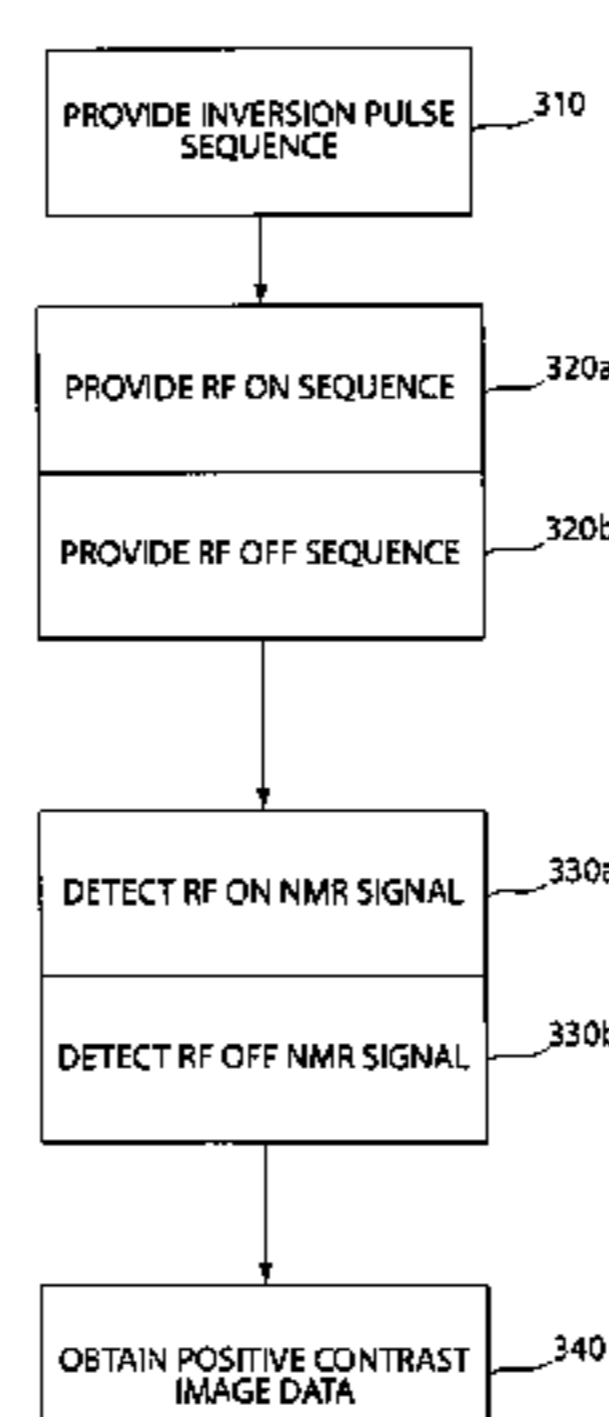 PROVIDE INVERSION PULSE
SEQUENCE
310
PROVIDE RF ON SEQUENCE
320a
PROVIDE RF OFF SEQUENCE
320b
DETECT RF ON NMR SIGNAL
330a
DETECT RF OFF NMR SIGNAL
330b
OBTAIN POSITIVE CONTRAST
IMAGE DATA
340